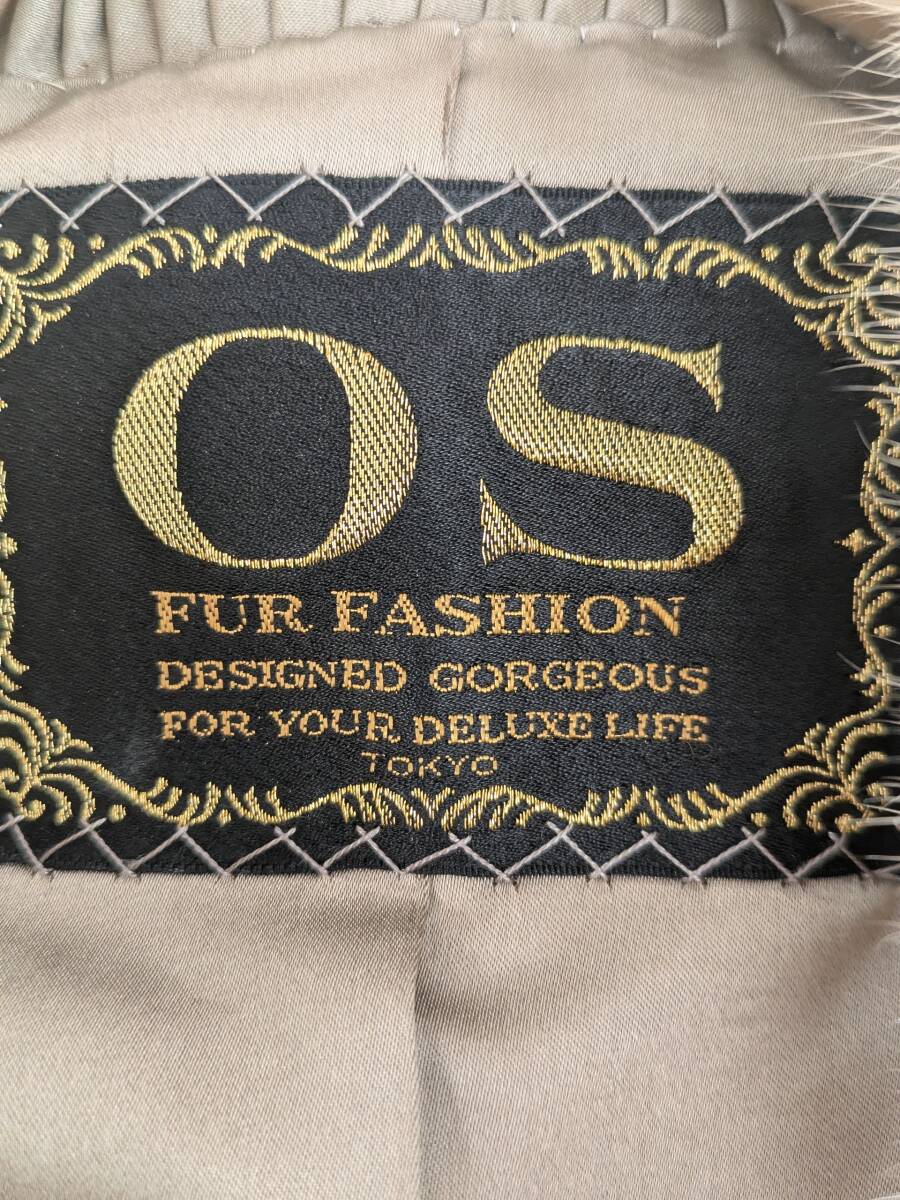 OS
FUR FASHION
DESIGNED GORGEOUS
FOR YOUR DELUXE LIFE
TOKYO